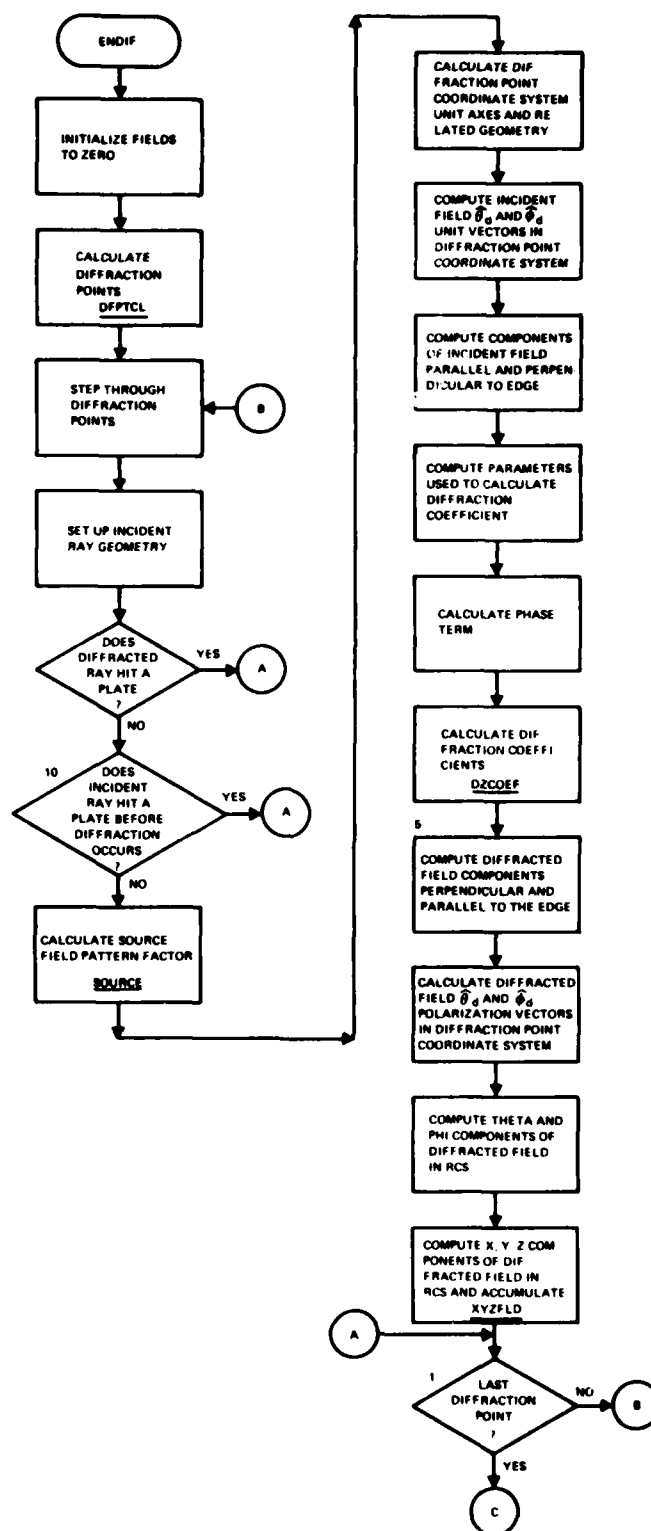 ENDIF
INITIALIZE FIELDS
TO ZERO
CALCULATE
DIFFRACTION
POINTS
DFPTCL
STEP THROUGH
DIFFRACTION
POINTS
B
SET UP INCIDENT
RAY GEOMETRY
DOES
DIFFRACTED
RAY HIT A
PLATE
?
YES
A
NO
10
DOES
INCIDENT
RAY HIT A
PLATE BEFORE
DIFFRACTION
OCCURS
?
YES
A
NO
CALCULATE SOURCE
FIELD PATTERN FACTOR
SOURCE
CALCULATE DIF
FRACTION POINT
COORDINATE SYSTEM
UNIT AXES AND RE
LATED GEOMETRY
COMPUTE INCIDENT
FIELD θ̂d AND φ̂d
UNIT VECTORS IN
DIFFRACTION POINT
COORDINATE SYSTEM
COMPUTE COMPONENTS
OF INCIDENT FIELD
PARALLEL AND PERPEN
DICULAR TO EDGE
COMPUTE PARAMETERS
USED TO CALCULATE
DIFFRACTION
COEFFICIENT
CALCULATE PHASE
TERM
CALCULATE DIF
FRACTION COEFFI
CIENTS
DZCOEF
5
COMPUTE DIFFRACTED
FIELD COMPONENTS
PERPENDICULAR AND
PARALLEL TO THE EDGE
CALCULATE DIFFRACTED
FIELD θ̂d AND φ̂d
POLARIZATION VECTORS
IN DIFFRACTION POINT
COORDINATE SYSTEM
COMPUTE THETA AND
PHI COMPONENTS OF
DIFFRACTED FIELD
IN RCS
COMPUTE X, Y Z COM
PONENTS OF DIF
FRACTED FIELD IN
RCS AND ACCUMULATE
XYZFLD
A
1
LAST
DIFFRACTION
POINT
?
NO
B
YES
C